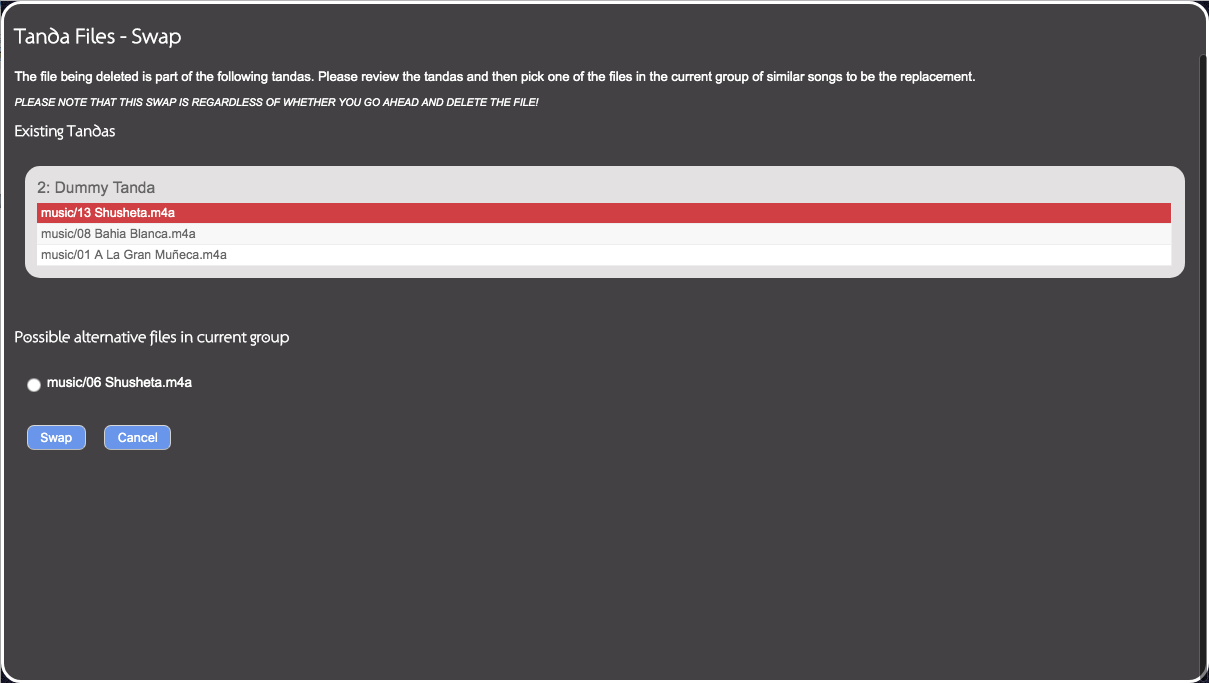 Tanda Files - Swap
The file being deleted is part of the following tandas. Please review the tandas and then pick one of the files in the current group of similar songs to be the replacement.
PLEASE NOTE THAT THIS SWAP IS REGARDLESS OF WHETHER YOU GO AHEAD AND DELETE THE FILE!
Existing Tandas
2: Dummy Tanda
music/13 Shusheta.m4a
music/08 Bahia Blanca.m4a
music/01 A La Gran Muñeca.m4a
Possible alternative files in current group
music/06 Shusheta.m4a
Swap Cancel